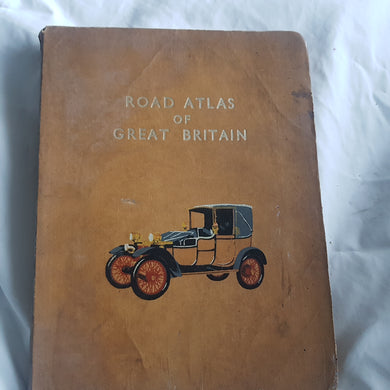 ROAD ATLAS
OF
GREAT BRITAIN